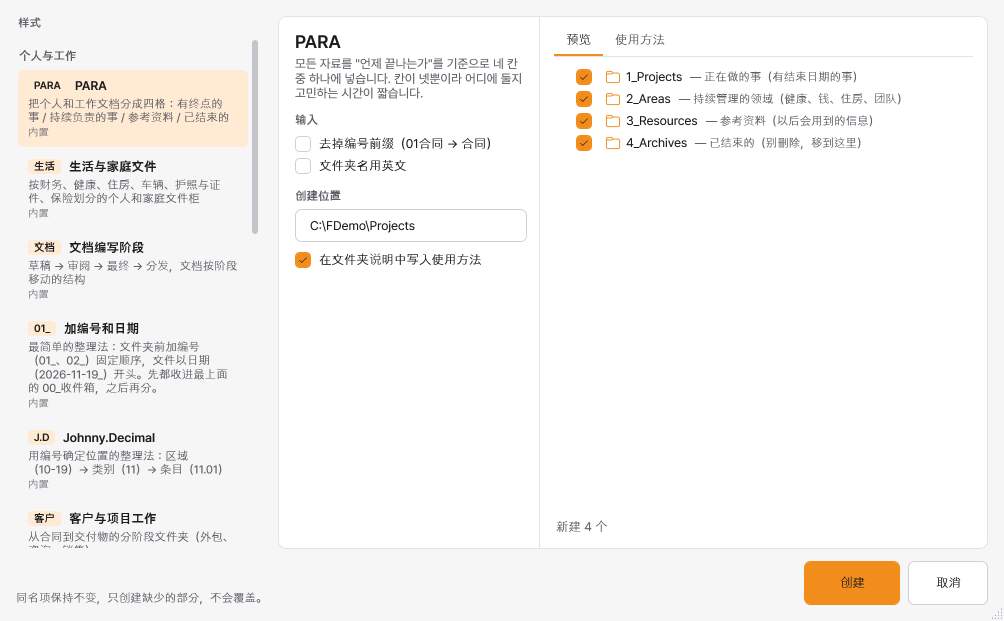 样式
个人与工作
PARA PARA
把个人和工作文档分成四格：有终点的
事 / 持续负责的事 / 参考资料 / 已结束的
内置
生活 生活与家庭文件
按财务、健康、住房、车辆、护照与证
件、保险划分的个人和家庭文件柜
内置
文档 文档编写阶段
草稿 → 审阅 → 最终 → 分发，文档按阶段
移动的结构
内置
01_ 加编号和日期
最简单的整理法：文件夹前加编号
（01_、02_）固定顺序，文件以日期
（2026-11-19_）开头。先都收进最上面
的 00_收件箱，之后再分。
内置
J.D Johnny.Decimal
用编号确定位置的整理法：区域
（10-19）→ 类别（11）→ 条目（11.01）
内置
客户 客户与项目工作
从合同到交付物的分阶段文件夹（外包、
PARA
모든 자료를 "언제 끝나는가"를 기준으로 네 칸
중 하나에 넣습니다. 칸이 넷뿐이라 어디에 둘지
고민하는 시간이 짧습니다.
输入
去掉编号前缀（01合同 → 合同）
文件夹名用英文
创建位置
C:\FDemo\Projects
在文件夹说明中写入使用方法
预览 使用方法
1_Projects — 正在做的事（有结束日期的事）
2_Areas — 持续管理的领域（健康、钱、住房、团队）
3_Resources — 参考资料（以后会用到的信息）
4_Archives — 已结束的（别删除，移到这里）
新建 4 个
同名项保持不变，只创建缺少的部分，不会覆盖。
创建 取消